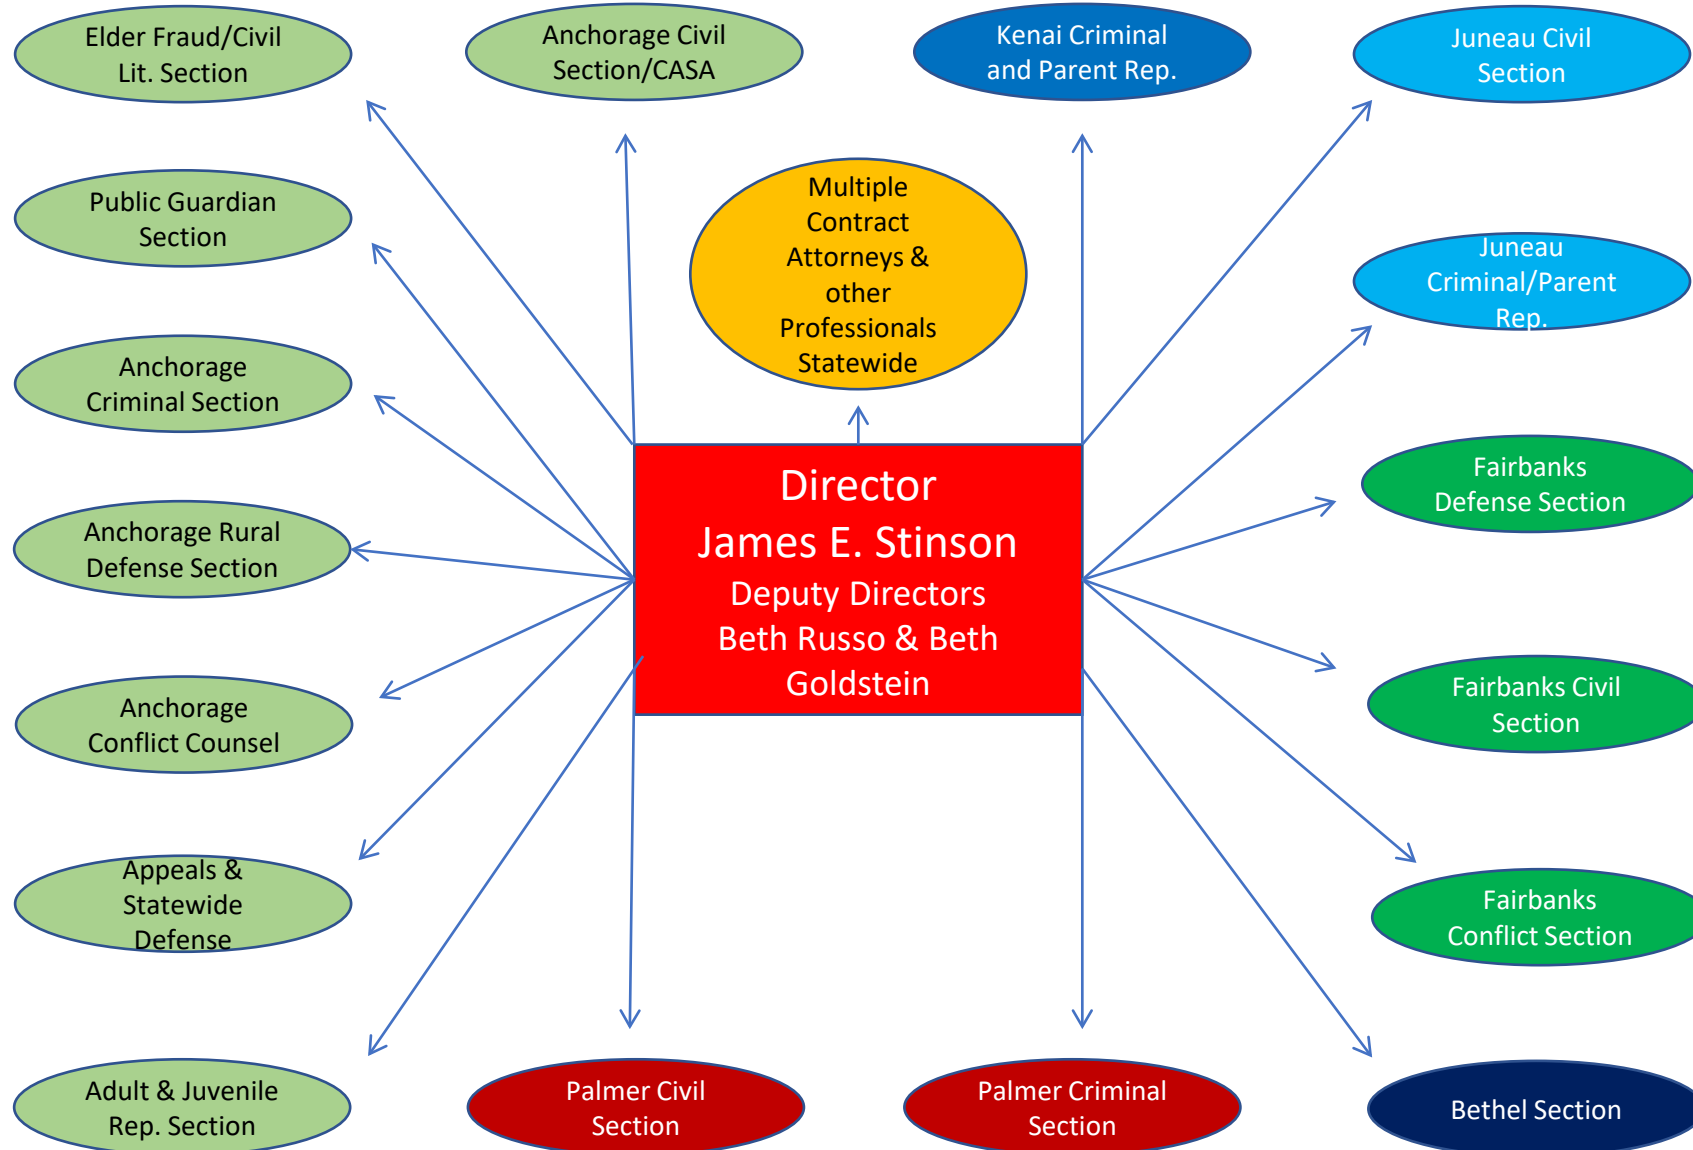 Elder Fraud/Civil
Lit. Section
Anchorage Civil
Section/CASA
Kenai Criminal
and Parent Rep.
Juneau Civil
Section
Public Guardian
Section
Multiple
Contract
Attorneys &
other
Professionals
Statewide
Juneau
Criminal/Parent
Rep.
Anchorage
Criminal Section
Fairbanks
Defense Section
Director
James E. Stinson
Deputy Directors
Beth Russo & Beth
Goldstein
Anchorage Rural
Defense Section
Anchorage
Conflict Counsel
Fairbanks Civil
Section
Appeals &
Statewide
Defense
Fairbanks
Conflict Section
Adult & Juvenile
Rep. Section
Palmer Civil
Section
Palmer Criminal
Section
Bethel Section